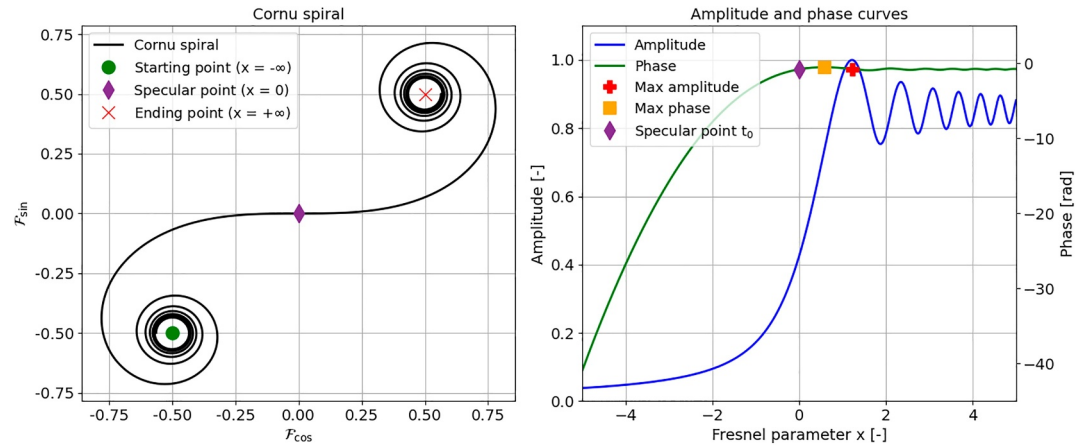 Cornu spiral
Cornu spiral
Starting point (x = -∞)
Specular point (x = 0)
Ending point (x = +∞)
0.75
0.50
0.25
0.00
-0.25
-0.50
-0.75
ℱsin
-0.75 -0.50 -0.25 0.00 0.25 0.50 0.75
ℱcos
Amplitude and phase curves
Amplitude
Phase
Max amplitude
Max phase
Specular point t₀
1.0
0.8
0.6
0.4
0.2
0.0
Amplitude [-]
−4 −2 0 2 4
Fresnel parameter x [-]
0
−10
−20
−30
−40
Phase [rad]